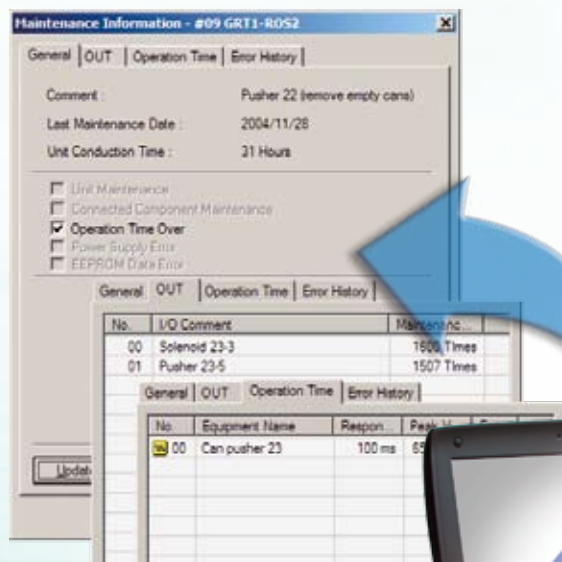 Maintenance Information - #09 GRT1-ROS2
General OUT Operation Time Error History
Comment : Pusher 22 (remove empty cans)
Last Maintenance Date : 2004/11/28
Unit Conduction Time : 31 Hours
Unit Maintenance
Connected Component Maintenance
Operation Time Over
Power Supply Error
EEPROM Data Error
General OUT Operation Time Error History
No. I/O Comment
00 Solenoid 23-3 1600 Times
01 Pusher 23-5 1507 Times
General OUT Operation Time Error History
No. Equipment Name Respon... Peak
00 Can pusher 23 100 ms